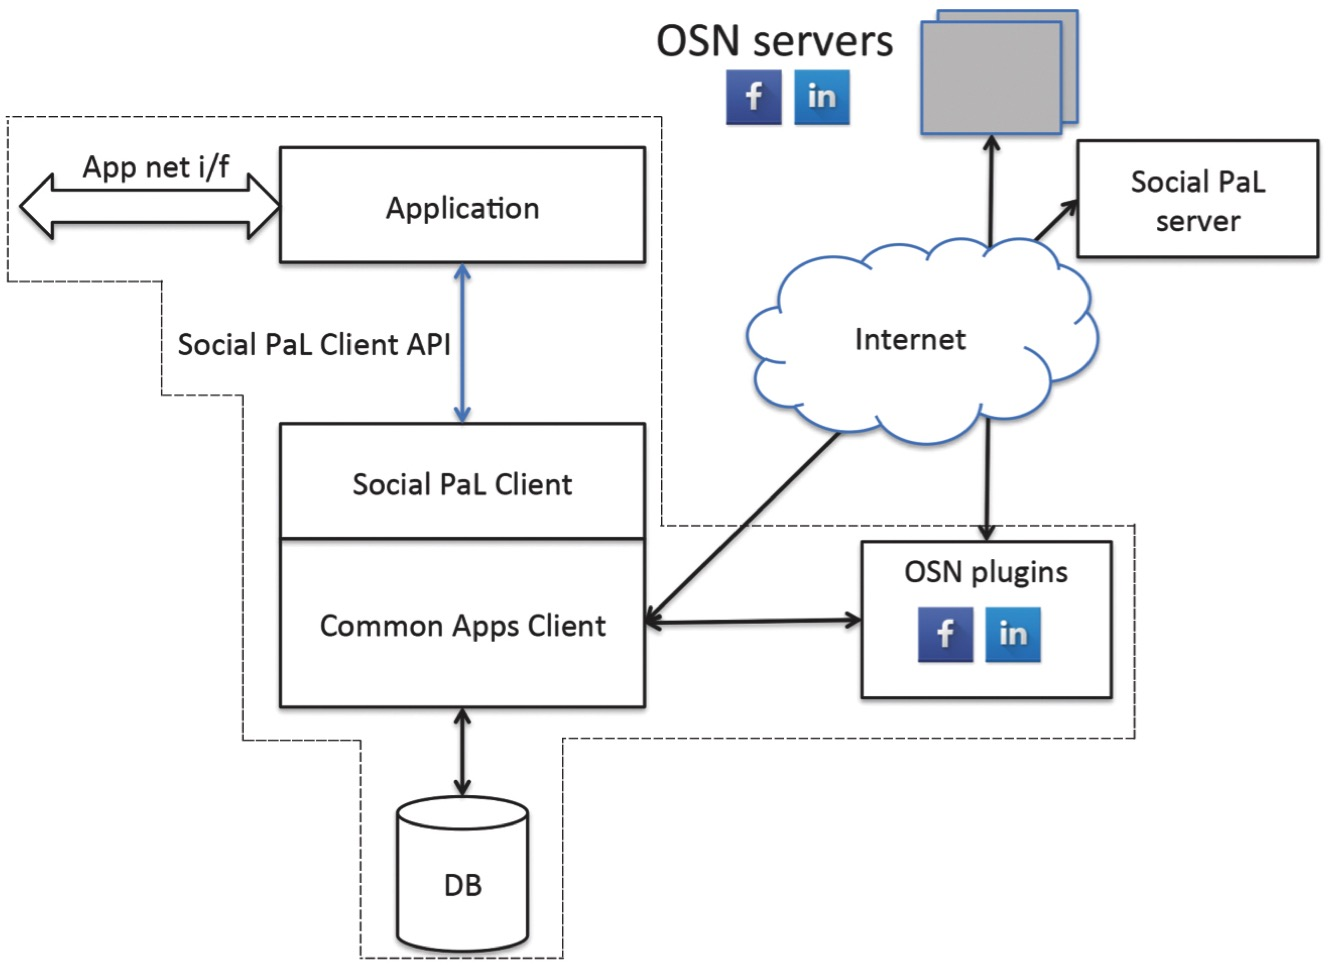 OSN servers
f in
App net i/f
Application
Social PaL
server
Social PaL Client API
Internet
Social PaL Client
OSN plugins
f in
Common Apps Client
DB